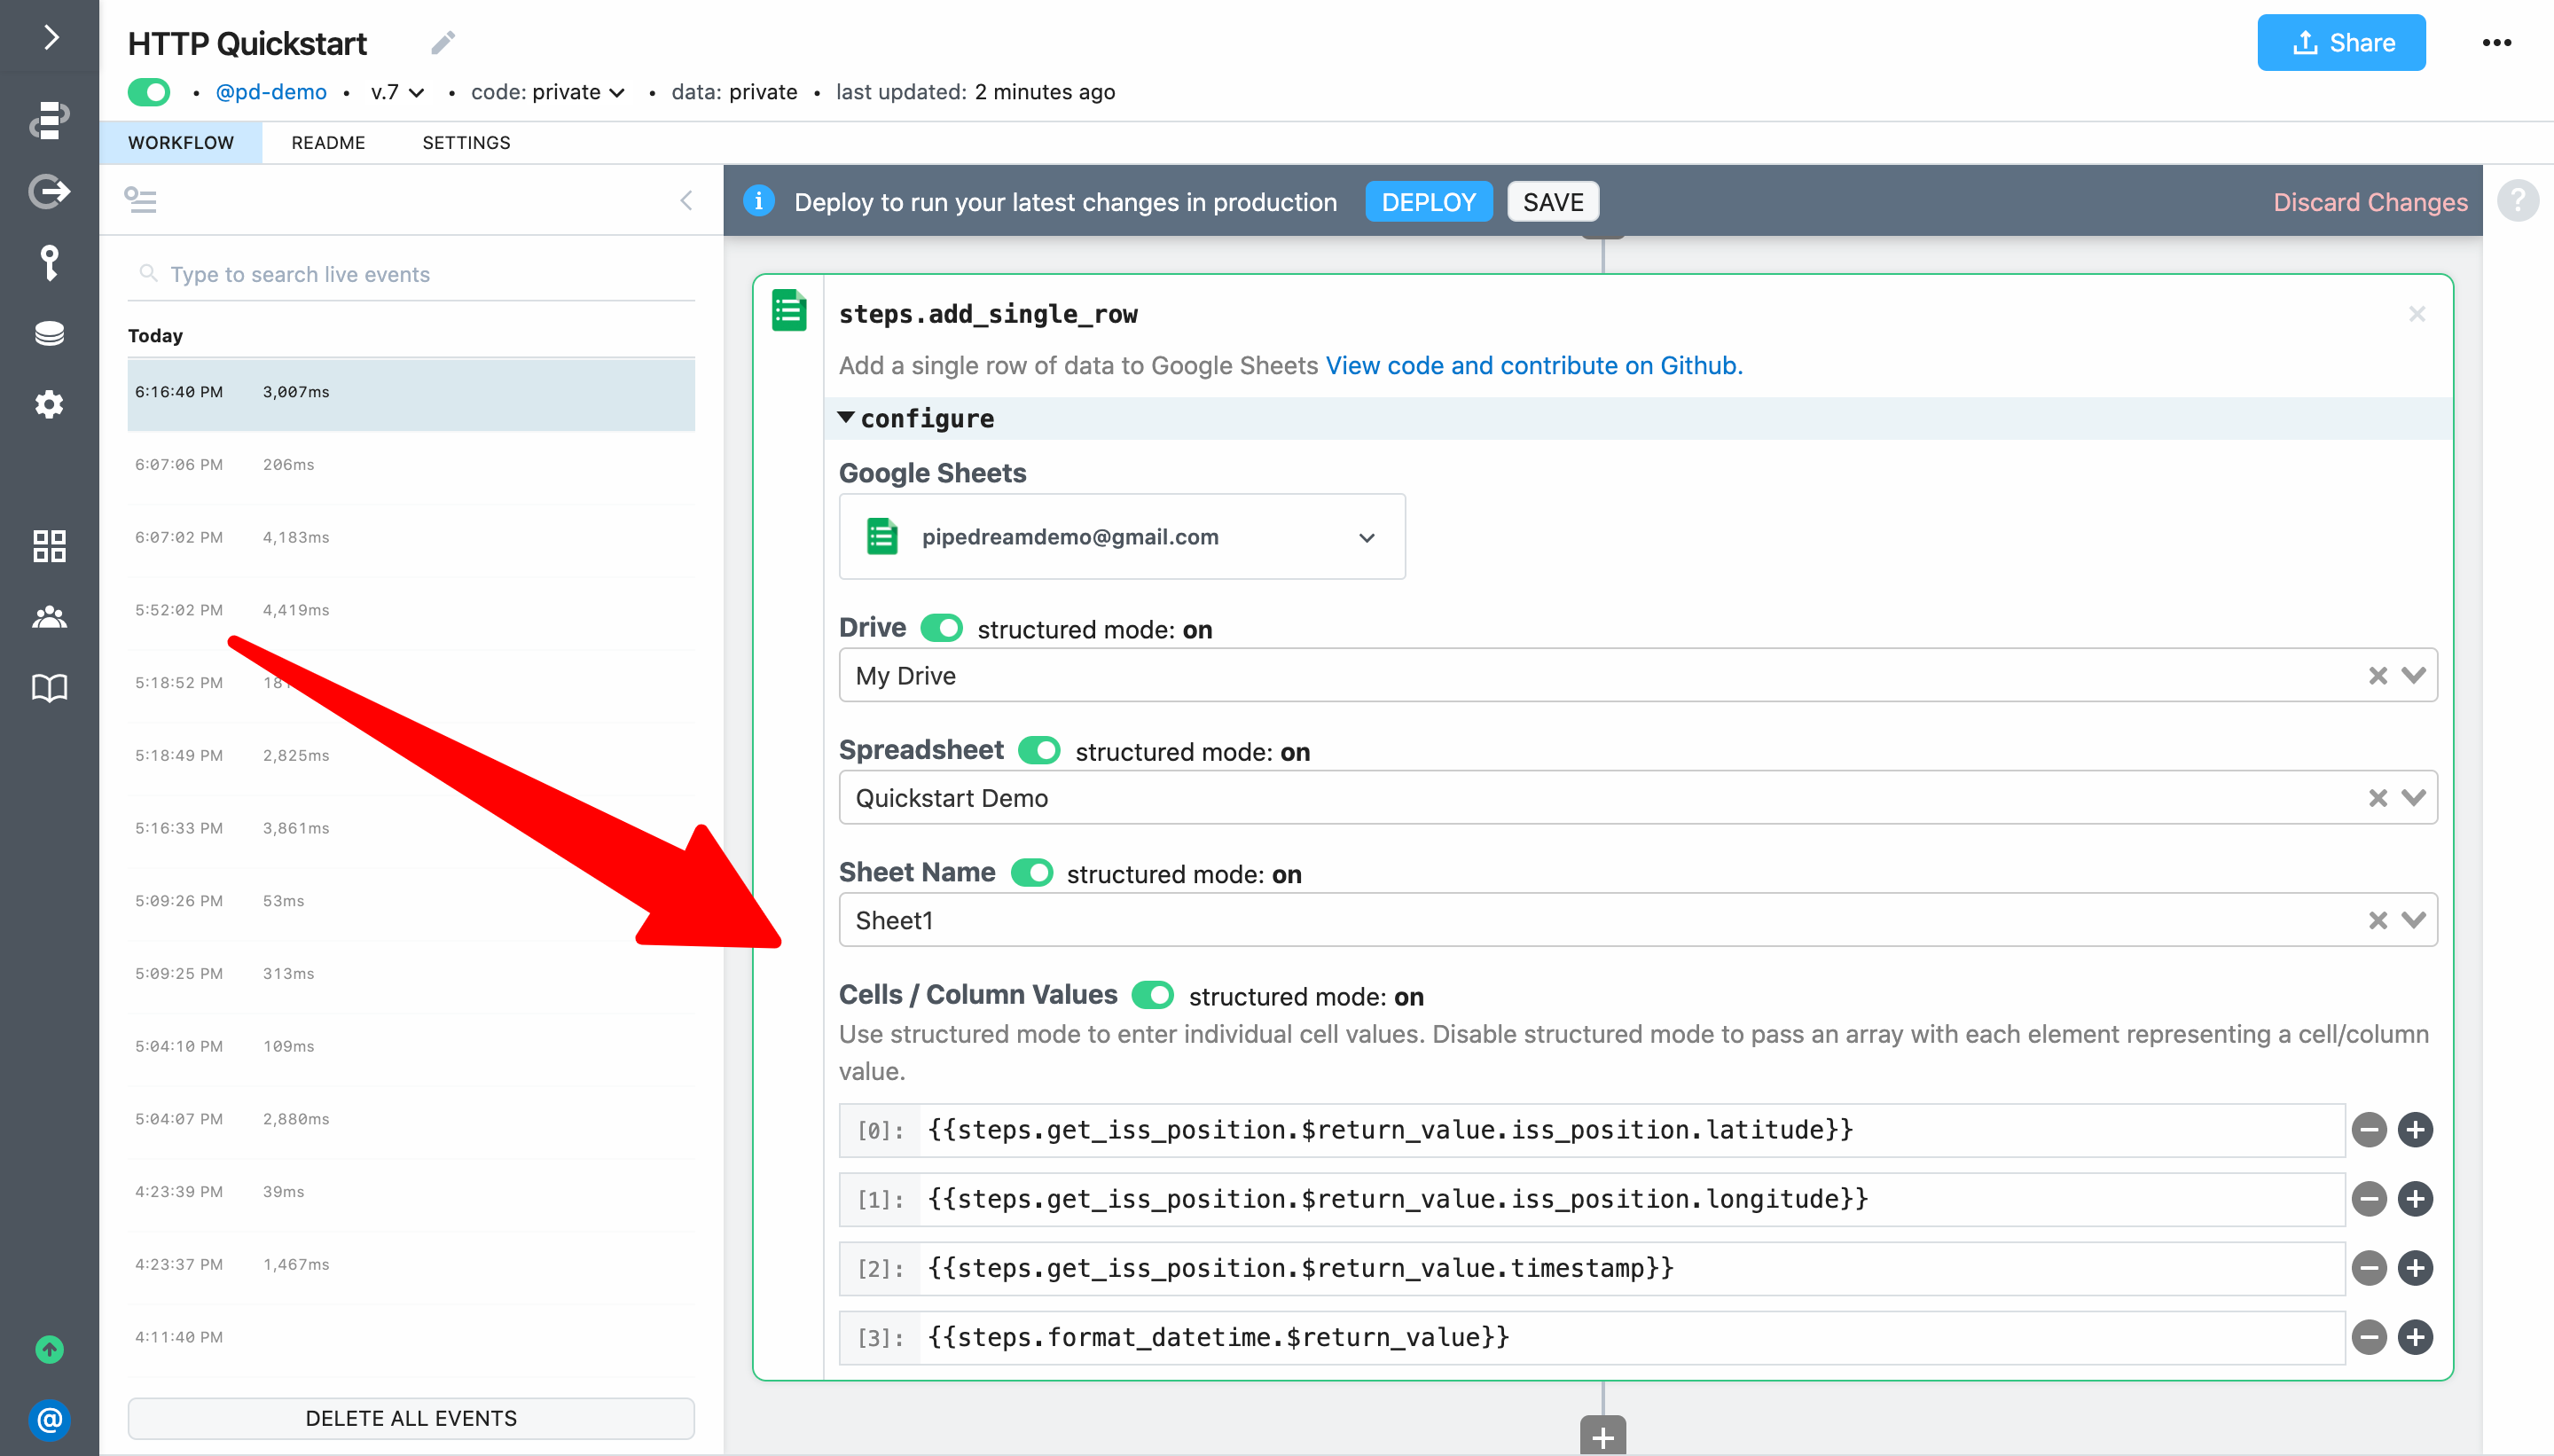 HTTP Quickstart
Share
• @pd-demo • v.7 • code: private • data: private • last updated: 2 minutes ago
WORKFLOW README SETTINGS
Deploy to run your latest changes in production DEPLOY SAVE Discard Changes
?
Type to search live events
Today
6:16:40 PM 3,007ms
6:07:06 PM 206ms
6:07:02 PM 4,183ms
5:52:02 PM 4,419ms
5:18:52 PM
5:18:49 PM 2,825ms
5:16:33 PM 3,861ms
5:09:26 PM 53ms
5:09:25 PM 313ms
5:04:10 PM 109ms
5:04:07 PM 2,880ms
4:23:39 PM 39ms
4:23:37 PM 1,467ms
4:11:40 PM
DELETE ALL EVENTS
steps.add_single_row
Add a single row of data to Google Sheets View code and contribute on Github.
configure
Google Sheets
pipedreamdemo@gmail.com
Drive structured mode: on
My Drive
Spreadsheet structured mode: on
Quickstart Demo
Sheet Name structured mode: on
Sheet1
Cells / Column Values structured mode: on
Use structured mode to enter individual cell values. Disable structured mode to pass an array with each element representing a cell/column
value.
[0]: {{steps.get_iss_position.$return_value.iss_position.latitude}}
[1]: {{steps.get_iss_position.$return_value.iss_position.longitude}}
[2]: {{steps.get_iss_position.$return_value.timestamp}}
[3]: {{steps.format_datetime.$return_value}}